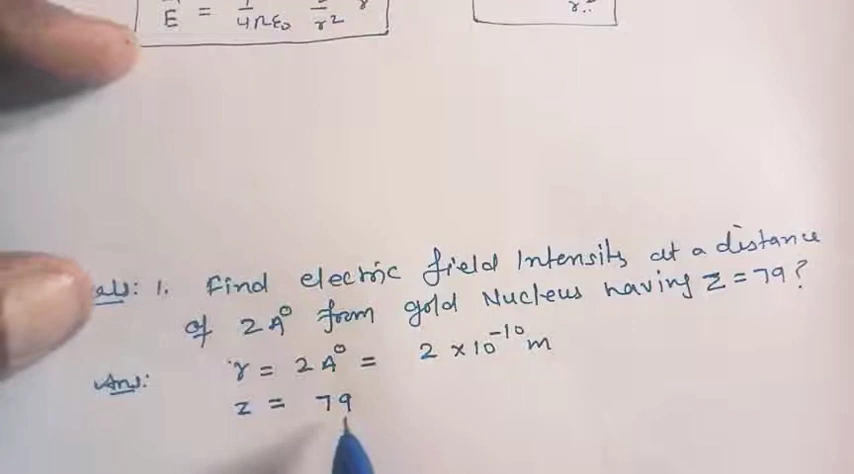 E = 1/4πε0 r2
r2
1. Find electric field Intensity at a distance
of 2A° from gold Nucleus having Z = 79?
Ans: r = 2A° = 2 × 10-10 m
z = 79